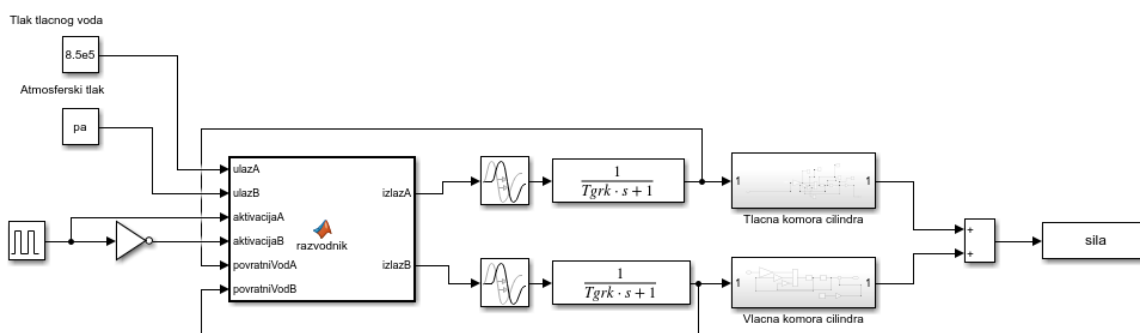 Tlak tlacnog voda
8.5e5
Atmosferski tlak
pa
ulazA
ulazB
aktivacijaA
aktivacijaB
povratniVodA
povratniVodB
razvodnik
izlazA
izlazB
1
Tgrk · s + 1
1
Tgrk · s + 1
1 1
Tlacna komora cilindra
1 1
Vlacna komora cilindra
+
+
sila